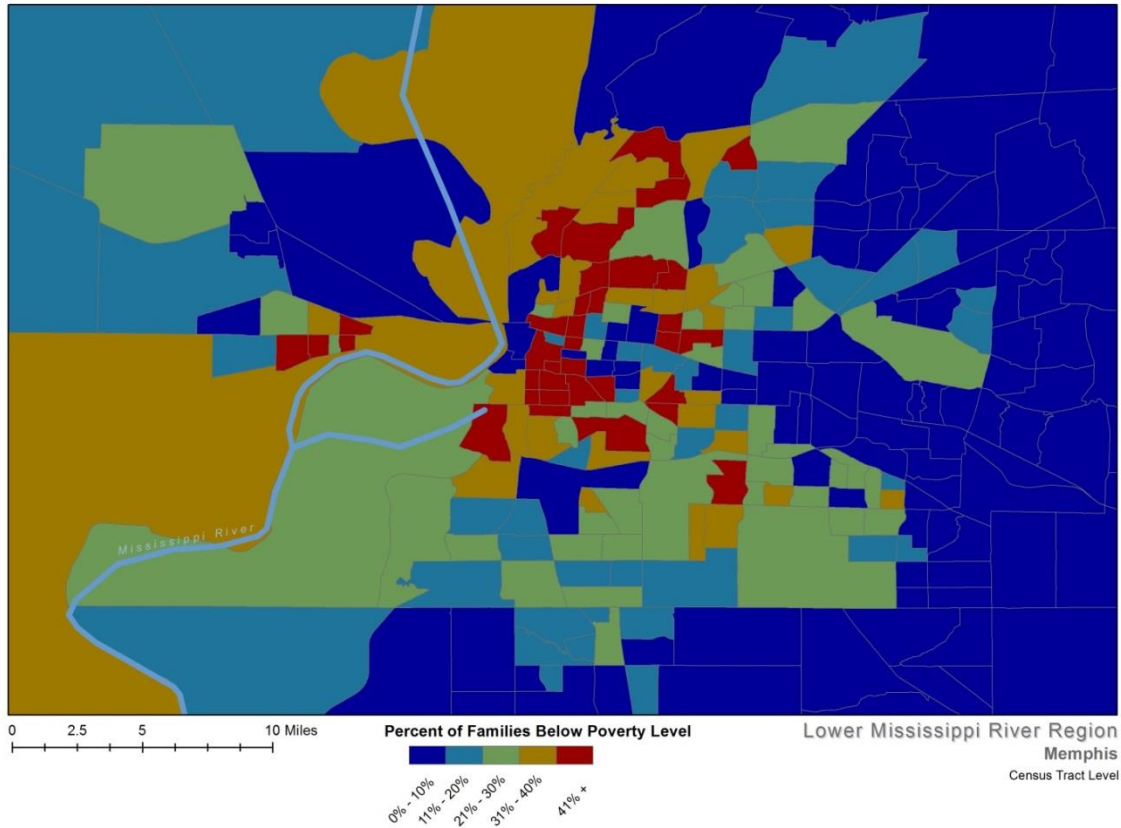 Mississippi River
0 2.5 5 10 Miles
Percent of Families Below Poverty Level
0% - 10%
11% - 20%
21% - 30%
31% - 40%
41% +
Lower Mississippi River Region
Memphis
Census Tract Level